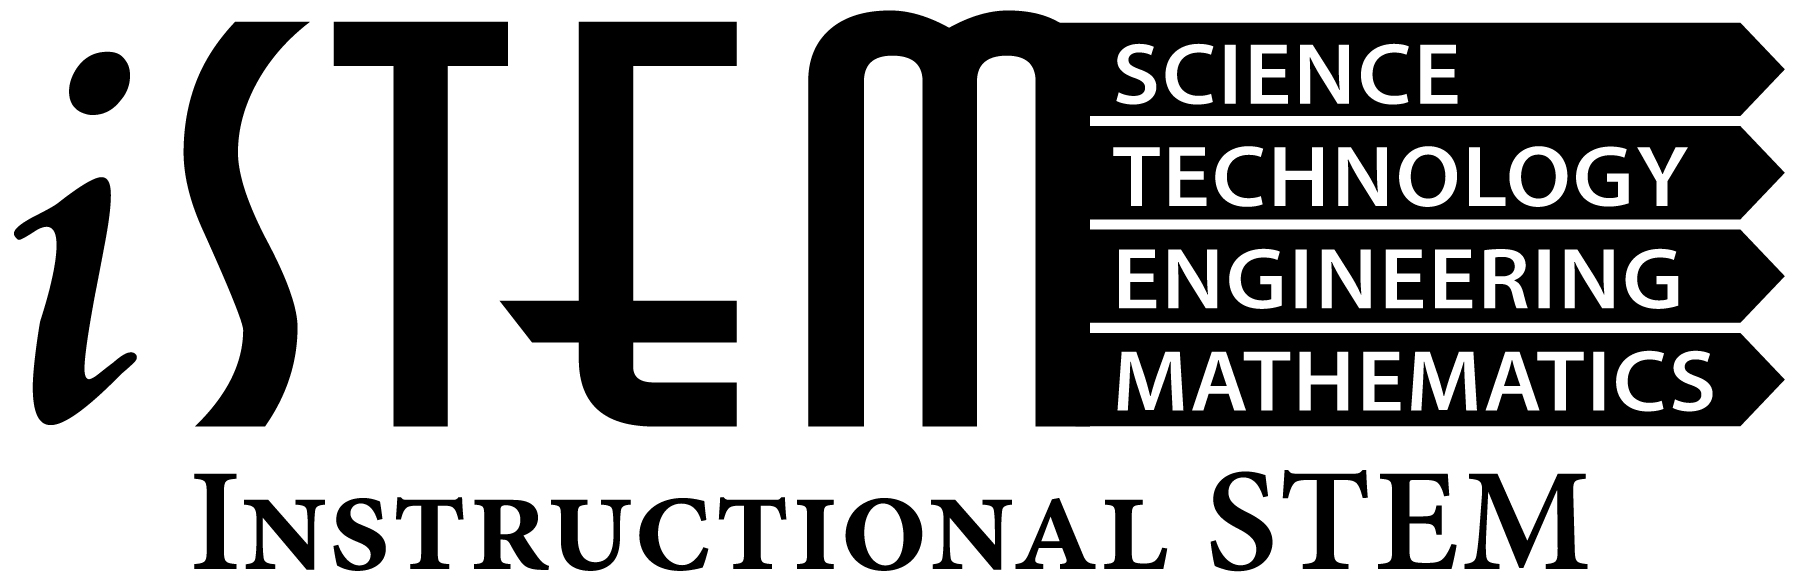 iSTEM
SCIENCE
TECHNOLOGY
ENGINEERING
MATHEMATICS
INSTRUCTIONAL STEM